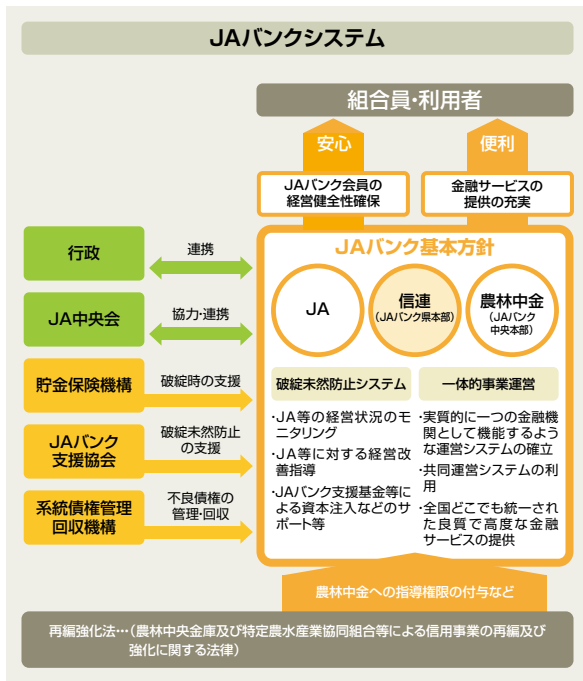 JAバンクシステム
組合員・利用者
安心
便利
JAバンク会員の
経営健全性確保
金融サービスの
提供の充実
JAバンク基本方針
行政
連携
JA中央会
協力・連携
貯金保険機構
破綻時の支援
JAバンク
支援協会
破綻未然防止
の支援
系統債権管理
回収機構
不良債権の
管理・回収
JA
信連
(JAバンク県本部)
農林中金
(JAバンク
中央本部)
破綻未然防止システム
・JA等の経営状況のモ
ニタリング
・JA等に対する経営改
善指導
・JAバンク支援基金等に
よる資本注入などのサ
ポート等
一体的事業運営
・実質的に一つの金融機
関として機能するよう
な運営システムの確立
・共同運営システムの利
用
・全国どこでも統一され
た良質で高度な金融
サービスの提供
農林中金への指導権限の付与など
再編強化法…(農林中央金庫及び特定農水産業協同組合等による信用事業の再編及び
強化に関する法律)